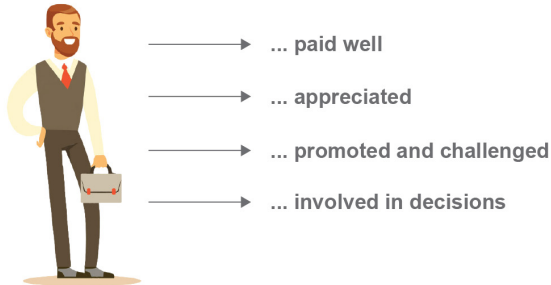 ... paid well
... appreciated
... promoted and challenged
... involved in decisions